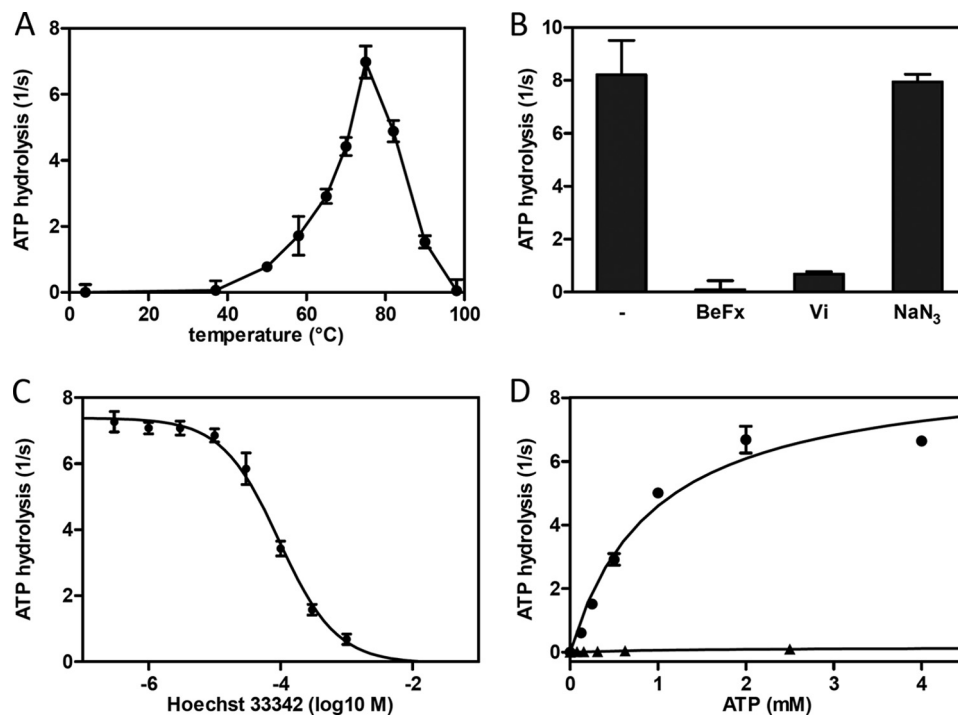 A
ATP hydrolysis (1/s)
8
6
4
2
0
0 20 40 60 80 100
temperature (°C)
B
ATP hydrolysis (1/s)
10
8
6
4
2
0
- BeFx Vi NaN₃
C
ATP hydrolysis (1/s)
8
6
4
2
0
-6 -4 -2
Hoechst 33342 (log10 M)
D
ATP hydrolysis (1/s)
8
6
4
2
0
0 1 2 3 4
ATP (mM)